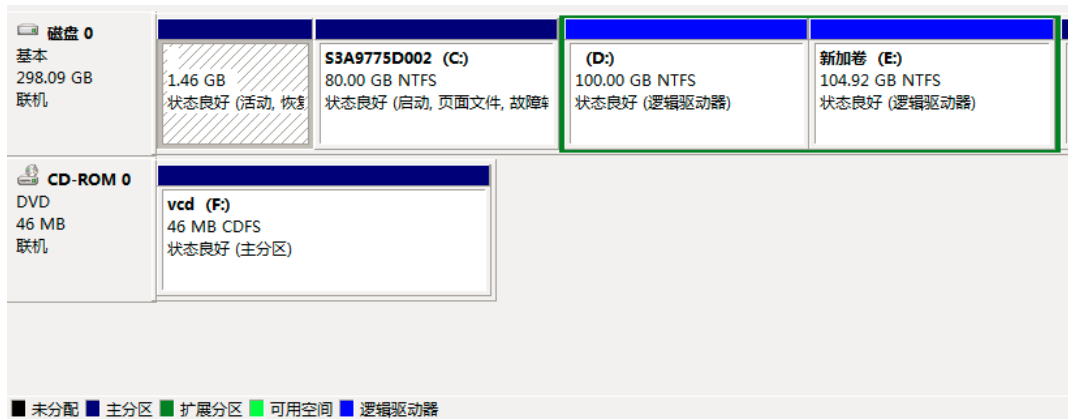 磁盘 0
基本
298.09 GB
联机
1.46 GB
状态良好 (活动, 恢复
S3A9775D002 (C:)
80.00 GB NTFS
状态良好 (启动, 页面文件, 故障转
(D:)
100.00 GB NTFS
状态良好 (逻辑驱动器)
新加卷 (E:)
104.92 GB NTFS
状态良好 (逻辑驱动器)
CD-ROM 0
DVD
46 MB
联机
vcd (F:)
46 MB CDFS
状态良好 (主分区)
未分配 主分区 扩展分区 可用空间 逻辑驱动器